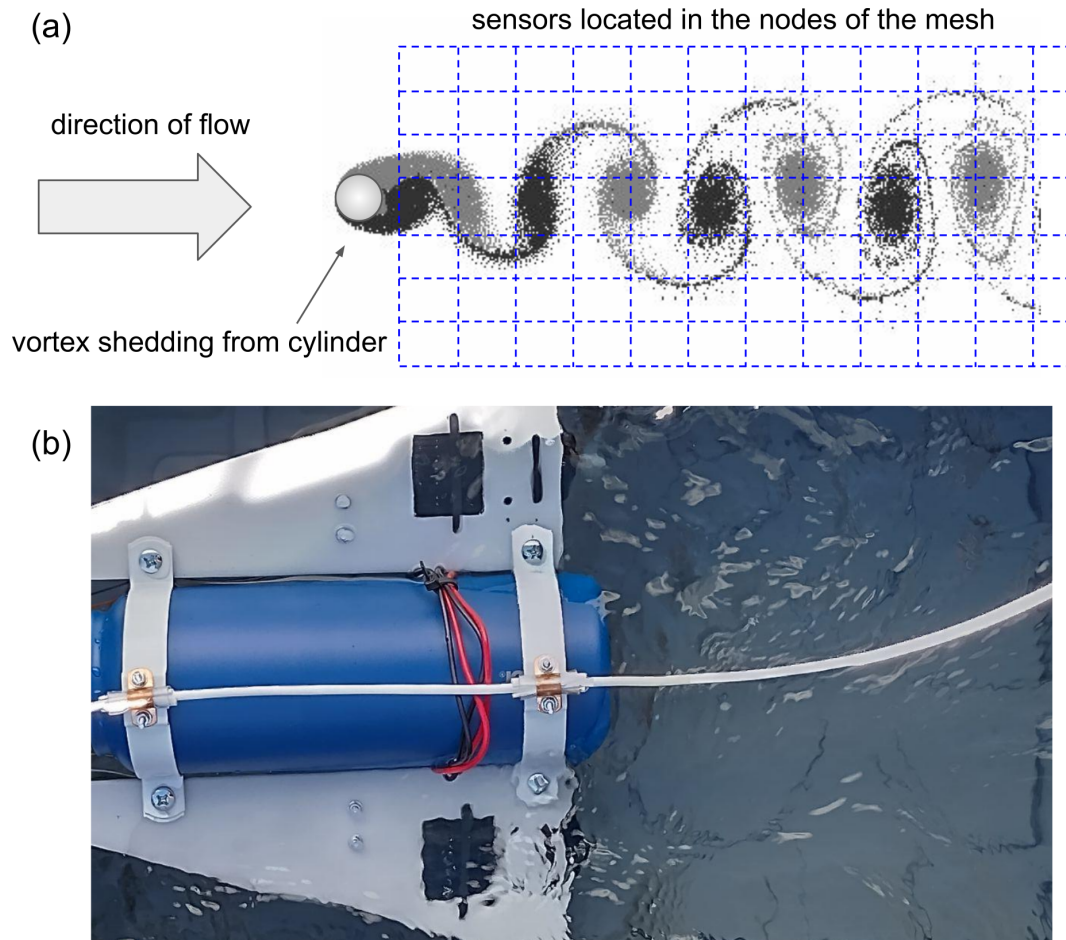 (a)
sensors located in the nodes of the mesh
direction of flow
vortex shedding from cylinder
(b)